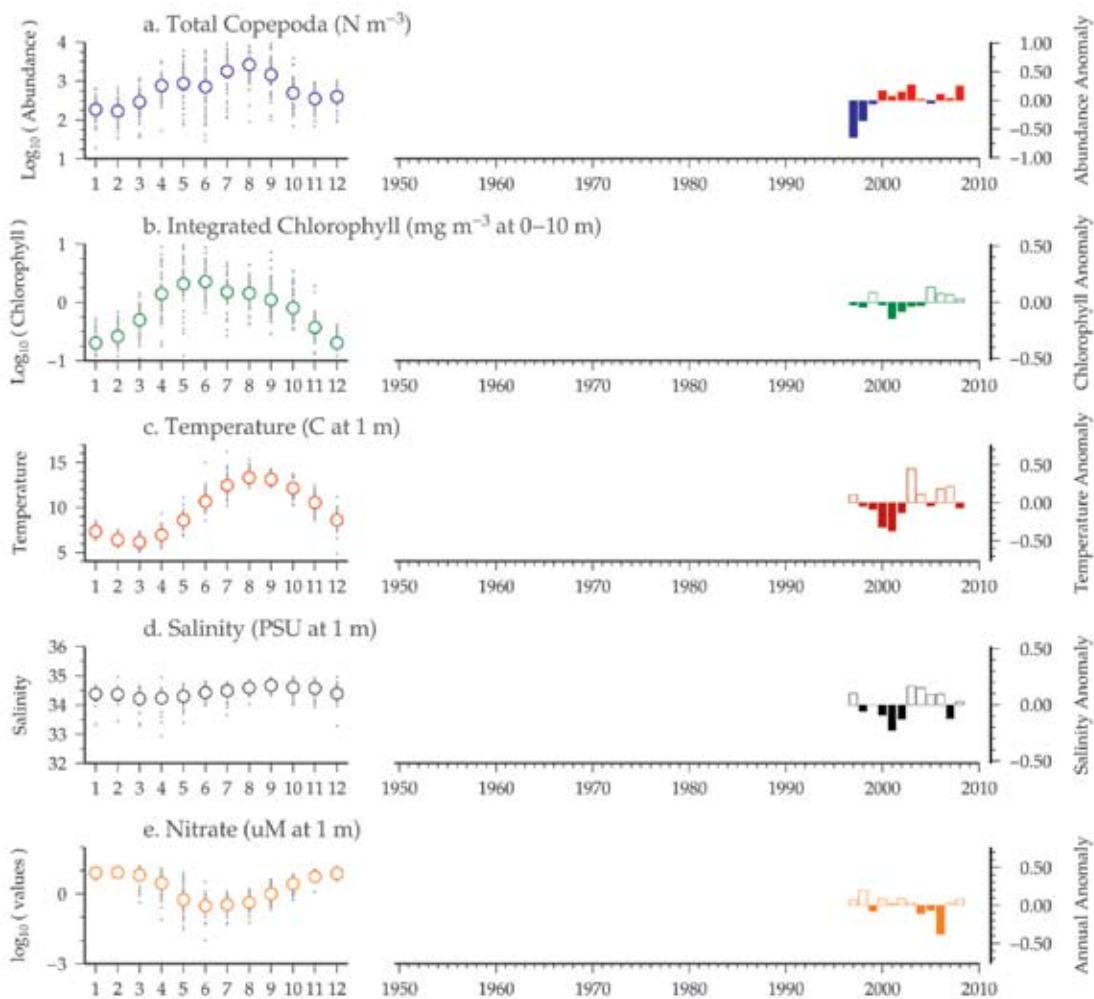 a. Total Copepoda (N m⁻³)
Log₁₀ ( Abundance )
4
3
2
1
1 2 3 4 5 6 7 8 9 10 11 12
1950 1960 1970 1980 1990 2000 2010
1.00
0.50
0.00
−0.50
−1.00
Abundance Anomaly
b. Integrated Chlorophyll (mg m⁻³ at 0–10 m)
Log₁₀ ( Chlorophyll)
1
0
−1
1 2 3 4 5 6 7 8 9 10 11 12
1950 1960 1970 1980 1990 2000 2010
0.50
0.00
−0.50
Chlorophyll Anomaly
c. Temperature (C at 1 m)
Temperature
15
10
5
1 2 3 4 5 6 7 8 9 10 11 12
1950 1960 1970 1980 1990 2000 2010
0.50
0.00
−0.50
Temperature Anomaly
d. Salinity (PSU at 1 m)
Salinity
36
35
34
33
32
1 2 3 4 5 6 7 8 9 10 11 12
1950 1960 1970 1980 1990 2000 2010
0.50
0.00
−0.50
Salinity Anomaly
e. Nitrate (uM at 1 m)
log₁₀ ( values )
0
−3
1 2 3 4 5 6 7 8 9 10 11 12
1950 1960 1970 1980 1990 2000 2010
0.50
0.00
−0.50
Annual Anomaly